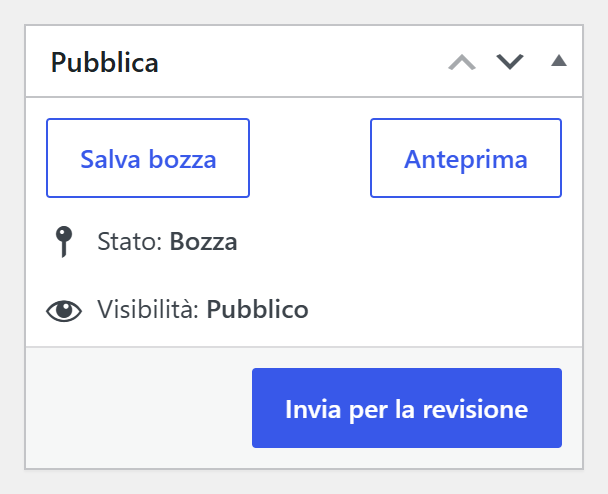 Pubblica
Salva bozza
Anteprima
Stato: Bozza
Visibilità: Pubblico
Invia per la revisione